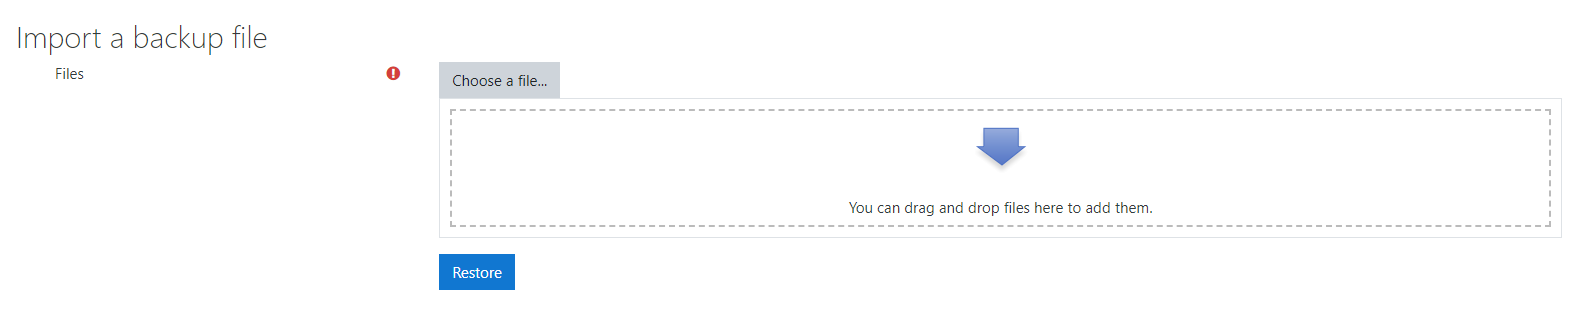 Import a backup file
Files
Choose a file...
You can drag and drop files here to add them.
Restore